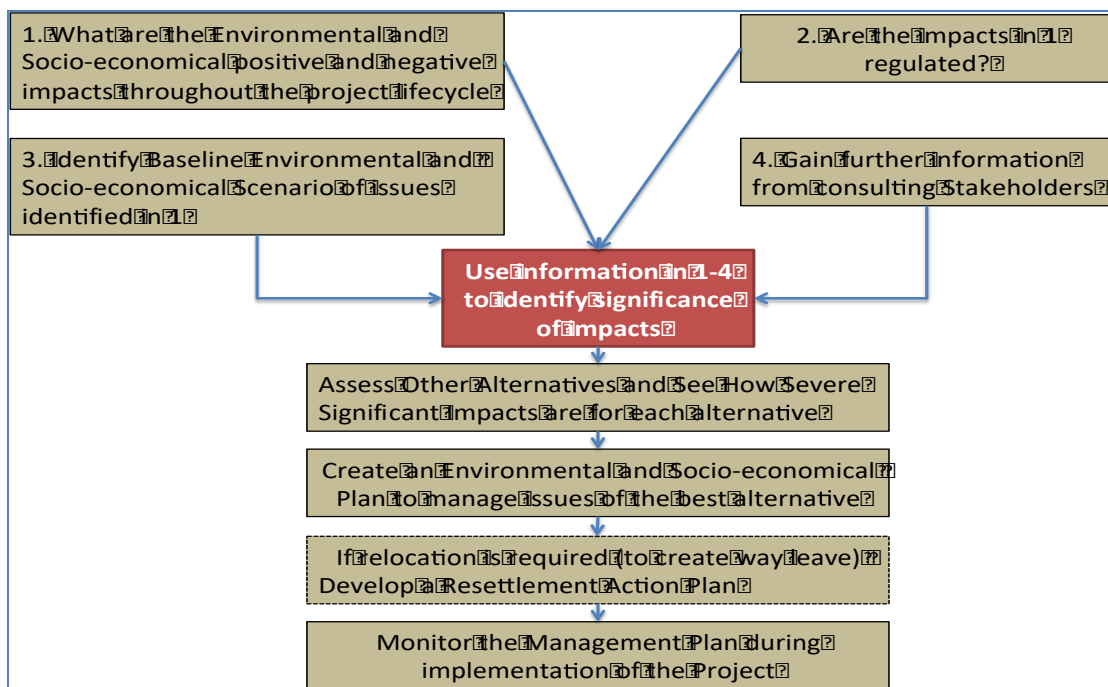 1. What are the Environmental and
Socio-economical positive and negative
impacts throughout the project lifecycle
2. Are the impacts in 1
regulated?
3. Identify Baseline Environmental and
Socio-economical Scenario of issues
identified in 1
4. Gain further information
from consulting Stakeholders
Use information in 1-4
to identify significance
of impacts
Assess Other Alternatives and See How Severe
Significant Impacts are for each alternative
Create an Environmental and Socio-economical
Plan to manage issues of the best alternative
If relocation is required (to create way leave)
Develop a Resettlement Action Plan
Monitor the Management Plan during
implementation of the Project